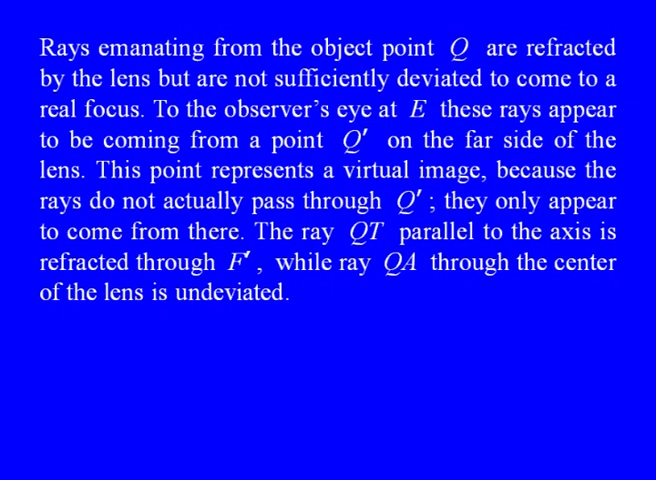 Rays emanating from the object point Q are refracted
by the lens but are not sufficiently deviated to come to a
real focus. To the observer’s eye at E these rays appear
to be coming from a point Q′ on the far side of the
lens. This point represents a virtual image, because the
rays do not actually pass through Q′ ; they only appear
to come from there. The ray QT parallel to the axis is
refracted through F′ , while ray QA through the center
of the lens is undeviated.